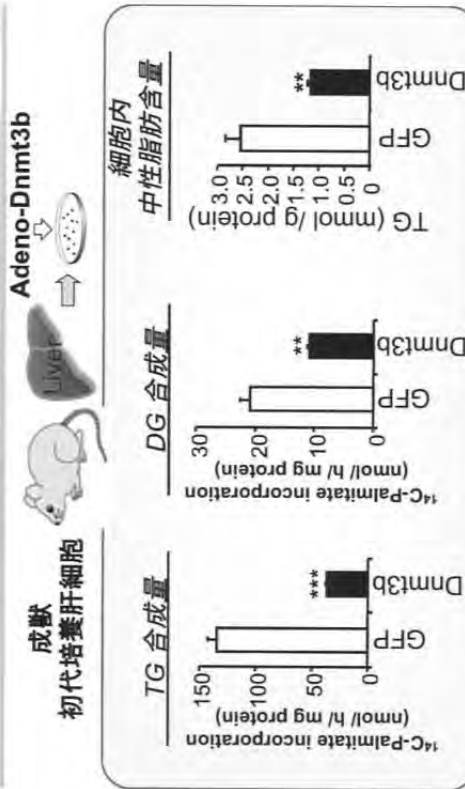 成獣
初代培養肝細胞
Liver
Adeno-Dnmt3b
TG 合成量
¹⁴C-Palmitate incorporation
(nmol/ h/ mg protein)
150
100
50
0
***
GFP
Dnmt3b
DG 合成量
¹⁴C-Palmitate incorporation
(nmol/ h/ mg protein)
30
20
10
0
**
GFP
Dnmt3b
細胞内
中性脂肪含量
TG (mmol /g protein)
3.0
2.5
2.0
1.5
1.0
0.5
0
**
GFP
Dnmt3b